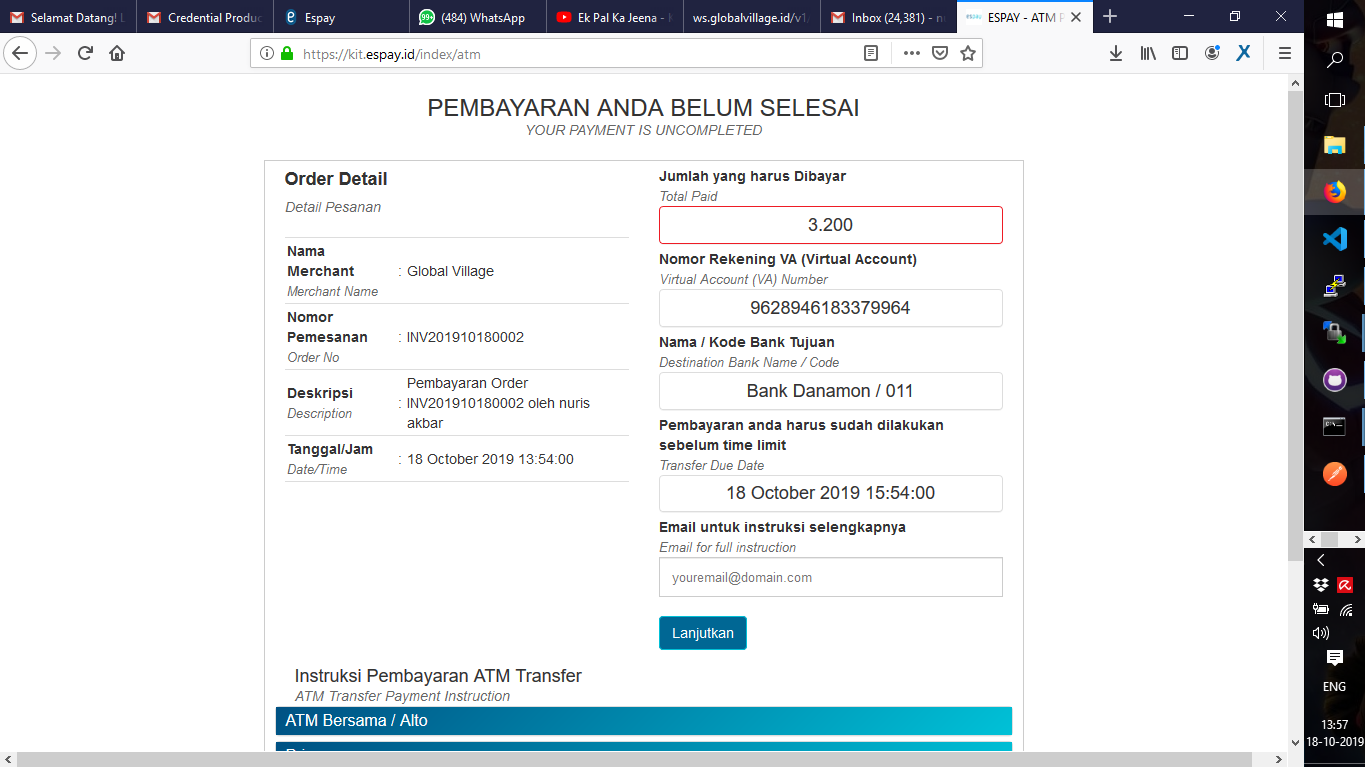 Selamat Datang! L
Credential Produc
Espay
(484) WhatsApp
Ek Pal Ka Jeena - M
ws.globalvillage.id/v1/
Inbox (24,381) - n
ESPAY - ATM P
https://kit.espay.id/index/atm
PEMBAYARAN ANDA BELUM SELESAI
YOUR PAYMENT IS UNCOMPLETED
Order Detail
Detail Pesanan
Nama
Merchant : Global Village
Merchant Name
Nomor
Pemesanan : INV201910180002
Order No
Deskripsi
Description
: Pembayaran Order
INV201910180002 oleh nuris
akbar
Tanggal/Jam : 18 October 2019 13:54:00
Date/Time
Jumlah yang harus Dibayar
Total Paid
3.200
Nomor Rekening VA (Virtual Account)
Virtual Account (VA) Number
9628946183379964
Nama / Kode Bank Tujuan
Destination Bank Name / Code
Bank Danamon / 011
Pembayaran anda harus sudah dilakukan
sebelum time limit
Transfer Due Date
18 October 2019 15:54:00
Email untuk instruksi selengkapnya
Email for full instruction
youremail@domain.com
Lanjutkan
Instruksi Pembayaran ATM Transfer
ATM Transfer Payment Instruction
ATM Bersama / Alto
ENG
13:57
18-10-2019